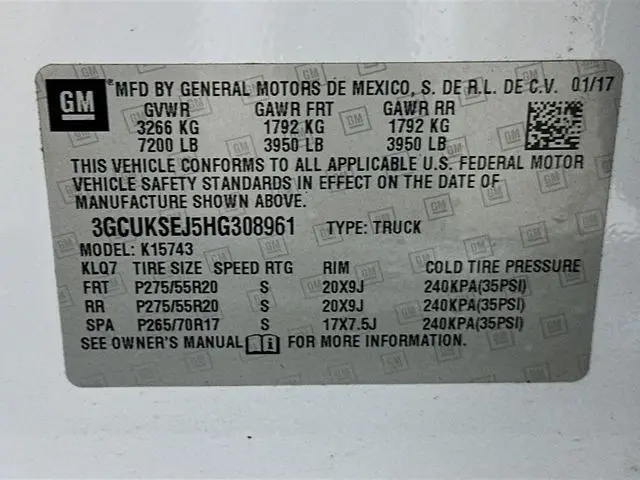 GM
MFD BY GENERAL MOTORS DE MEXICO, S. DE R.L. DE C.V. 01/17
GVWR GAWR FRT GAWR RR
3266 KG 1792 KG 1792 KG
7200 LB 3950 LB 3950 LB
THIS VEHICLE CONFORMS TO ALL APPLICABLE U.S. FEDERAL MOTOR
VEHICLE SAFETY STANDARDS IN EFFECT ON THE DATE OF
MANUFACTURE SHOWN ABOVE.
3GCUKSEJ5HG308961 TYPE: TRUCK
MODEL: K15743
KLQ7 TIRE SIZE SPEED RTG RIM COLD TIRE PRESSURE
FRT P275/55R20 S 20X9J 240KPA(35PSI)
RR P275/55R20 S 20X9J 240KPA(35PSI)
SPA P265/70R17 S 17X7.5J 240KPA(35PSI)
SEE OWNER'S MANUAL FOR MORE INFORMATION.